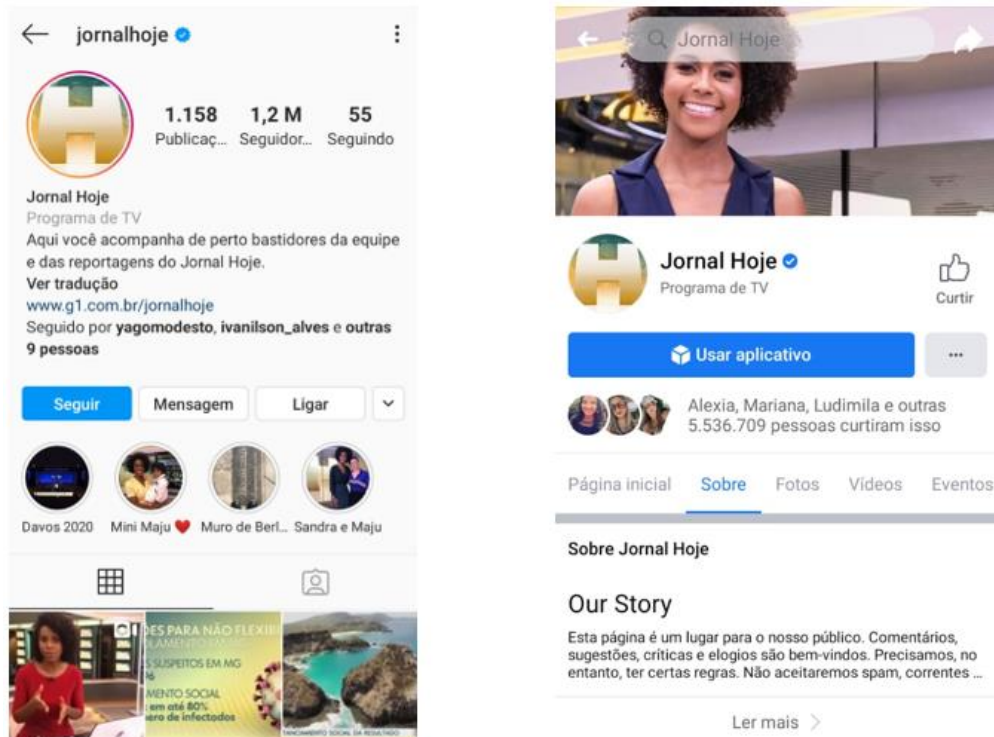 jornalhoje
1.158
1,2 M
55
Publicaç...
Seguidor...
Seguindo
Jornal Hoje
Programa de TV
Aqui você acompanha de perto bastidores da equipe
e das reportagens do Jornal Hoje.
Ver tradução
www.g1.com.br/jornalhoje
Seguido por yagomodesto, ivanilson_alves e outras
9 pessoas
Seguir
Mensagem
Ligar
Davos 2020
Mini Maju ❤
Muro de Berl...
Sandra e Maju
DES PARA NÃO FLEXI
SUSPEITOS EM MG
MENTO SOCIAL
em até 80%
ero de infectados
Jornal Hoje
Jornal Hoje
Programa de TV
Curtir
Usar aplicativo
...
Alexia, Mariana, Ludimila e outras
5.536.709 pessoas curtiram isso
Página inicial
Sobre
Fotos
Vídeos
Eventos
Sobre Jornal Hoje
Our Story
Esta página é um lugar para o nosso público. Comentários,
sugestões, críticas e elogios são bem-vindos. Precisamos, no
entanto, ter certas regras. Não aceitaremos spam, correntes ...
Ler mais